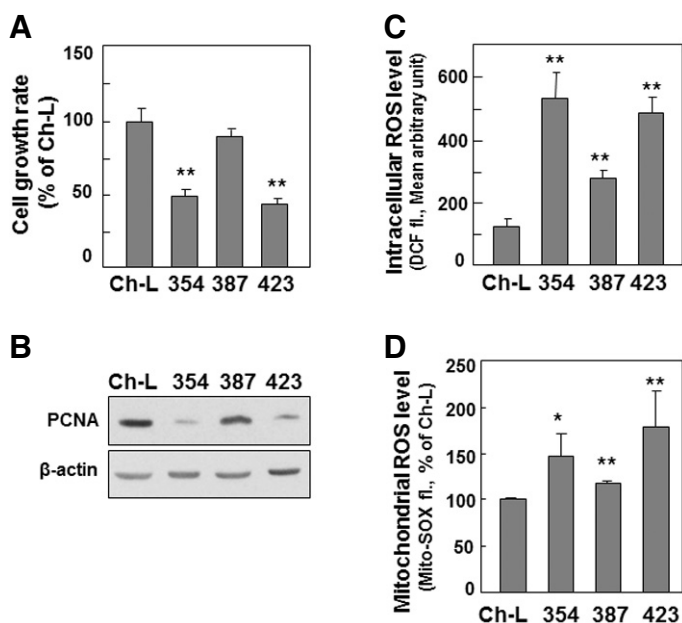 A
Cell growth rate
(% of Ch-L)
150
100
50
0
**
**
Ch-L 354 387 423
B
Ch-L 354 387 423
PCNA
β-actin
C
Intracellular ROS level
(DCF fl., Mean arbitrary unit)
600
400
200
0
**
**
**
Ch-L 354 387 423
D
Mitochondrial ROS level
(Mito-SOX fl., % of Ch-L)
250
200
150
100
50
0
*
**
**
Ch-L 354 387 423